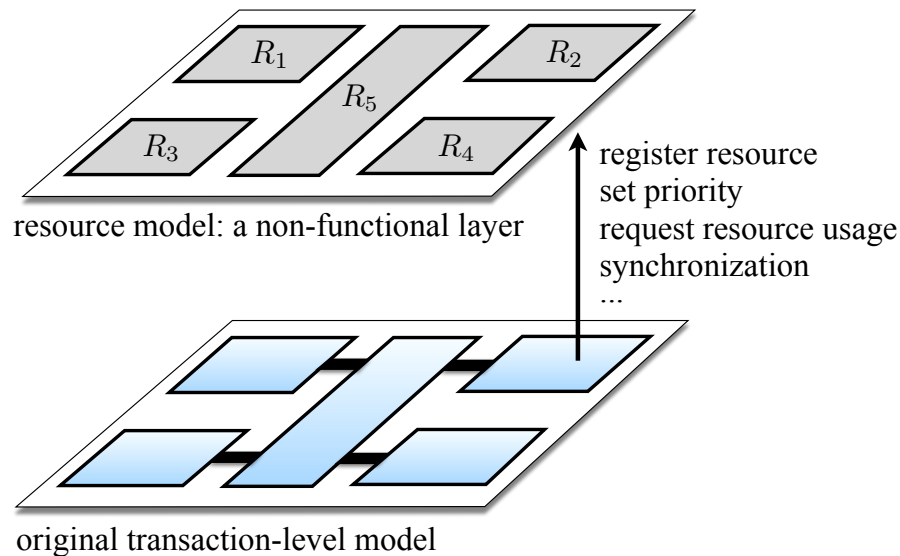 R₁
R₂
R₅
R₃
R₄
register resource
set priority
resource model: a non-functional layer
request resource usage
synchronization
...
original transaction-level model